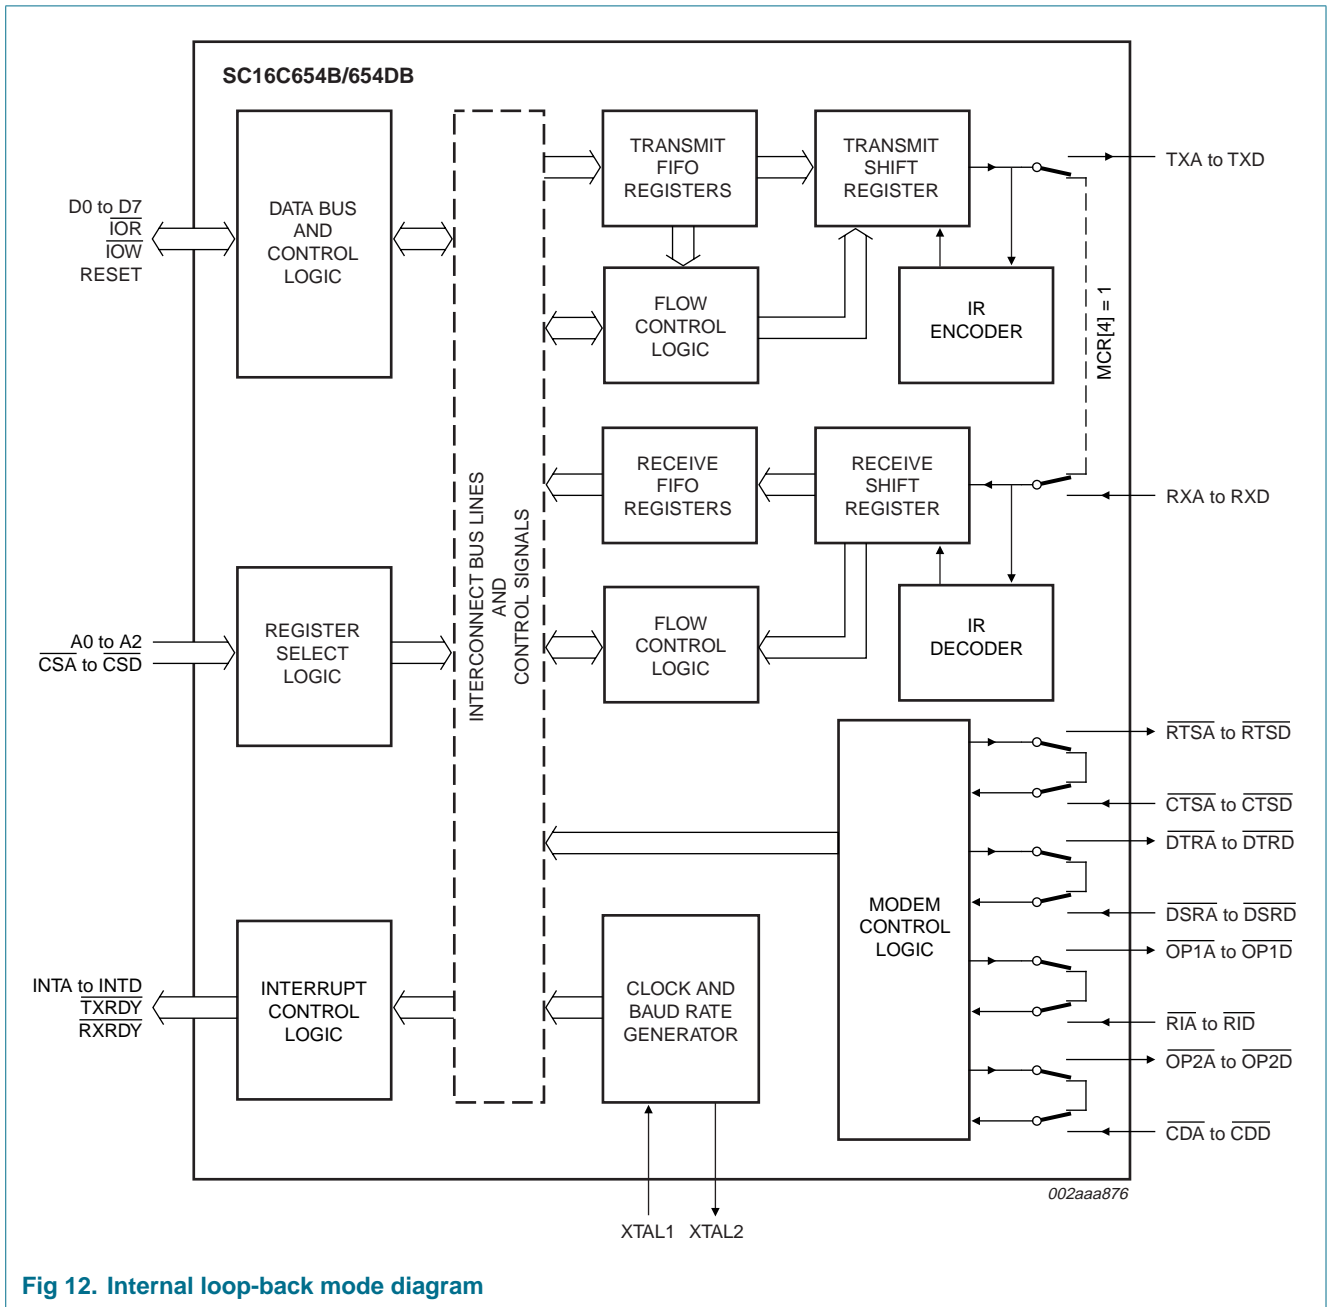 SC16C654B/654DB
D0 to D7
IOR
IOW
RESET
DATA BUS
AND
CONTROL
LOGIC
TRANSMIT
FIFO
REGISTERS
TRANSMIT
SHIFT
REGISTER
TXA to TXD
FLOW
CONTROL
LOGIC
IR
ENCODER
MCR[4] = 1
INTERCONNECT BUS LINES
AND
CONTROL SIGNALS
RECEIVE
FIFO
REGISTERS
RECEIVE
SHIFT
REGISTER
RXA to RXD
A0 to A2
CSA to CSD
REGISTER
SELECT
LOGIC
FLOW
CONTROL
LOGIC
IR
DECODER
MODEM
CONTROL
LOGIC
RTSA to RTSD
CTSA to CTSD
DTRA to DTRD
DSRA to DSRD
OP1A to OP1D
RIA to RID
OP2A to OP2D
CDA to CDD
INTA to INTD
TXRDY
RXRDY
INTERRUPT
CONTROL
LOGIC
CLOCK AND
BAUD RATE
GENERATOR
XTAL1 XTAL2
002aaa876
Fig 12. Internal loop-back mode diagram